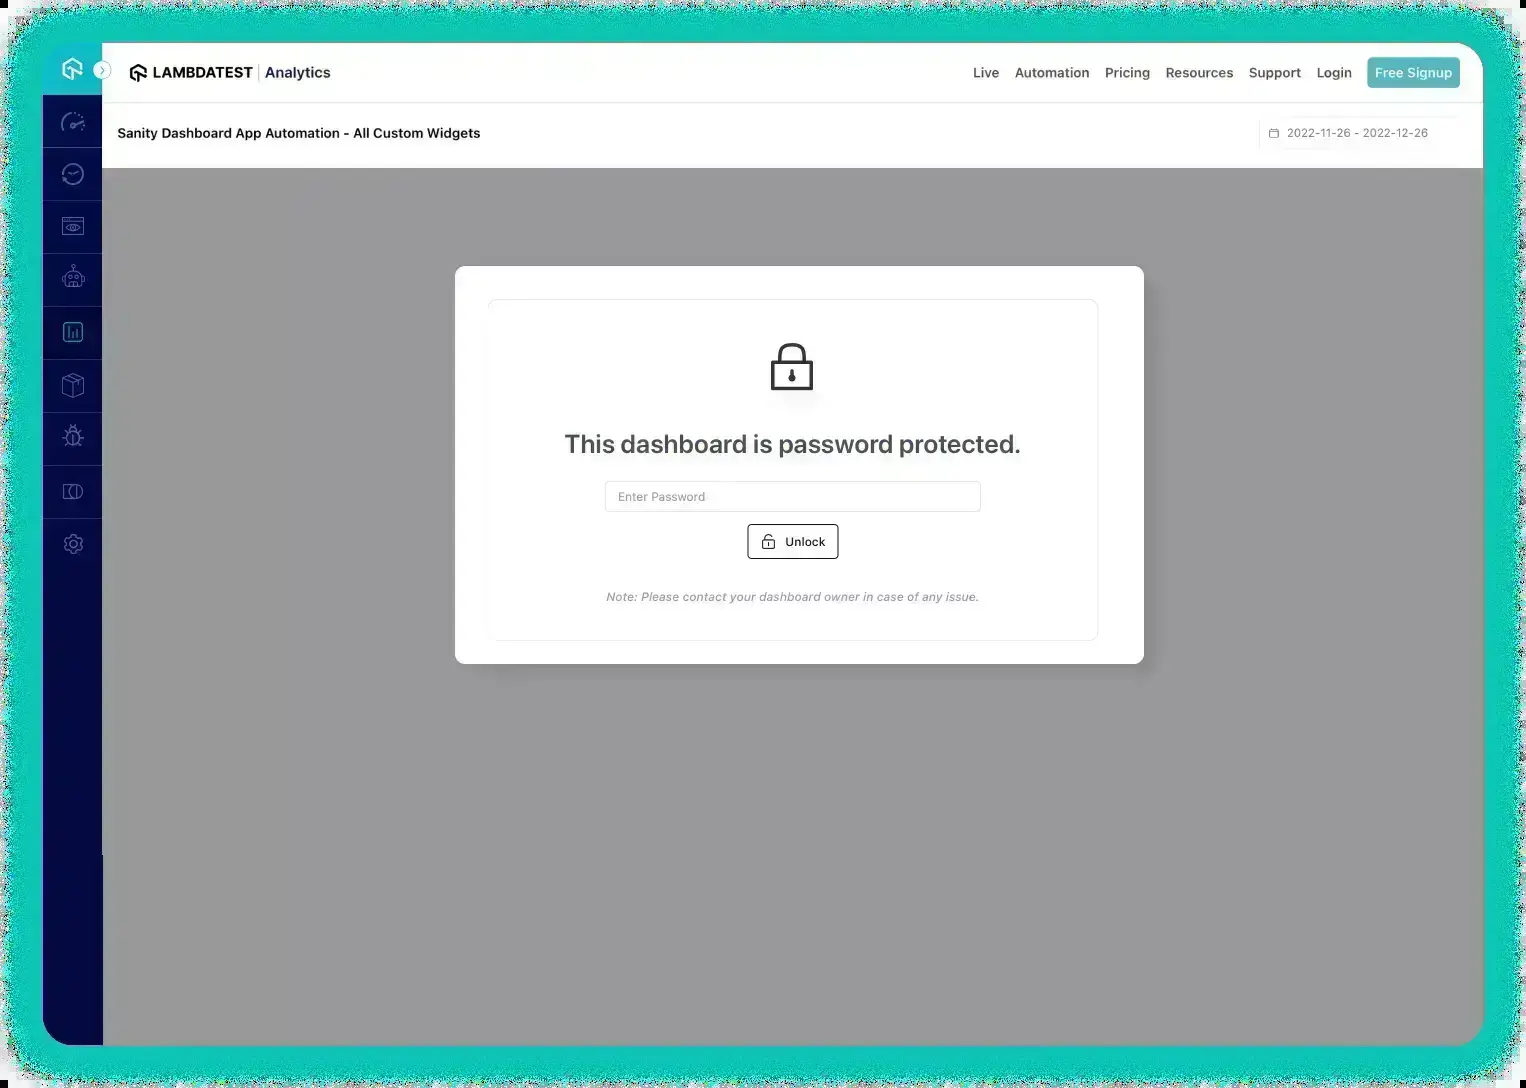 LAMBDATEST Analytics
Live Automation Pricing Resources Support Login Free Signup
Sanity Dashboard App Automation - All Custom Widgets
2022-11-26 - 2022-12-26
This dashboard is password protected.
Enter Password
Unlock
Note: Please contact your dashboard owner in case of any issue.